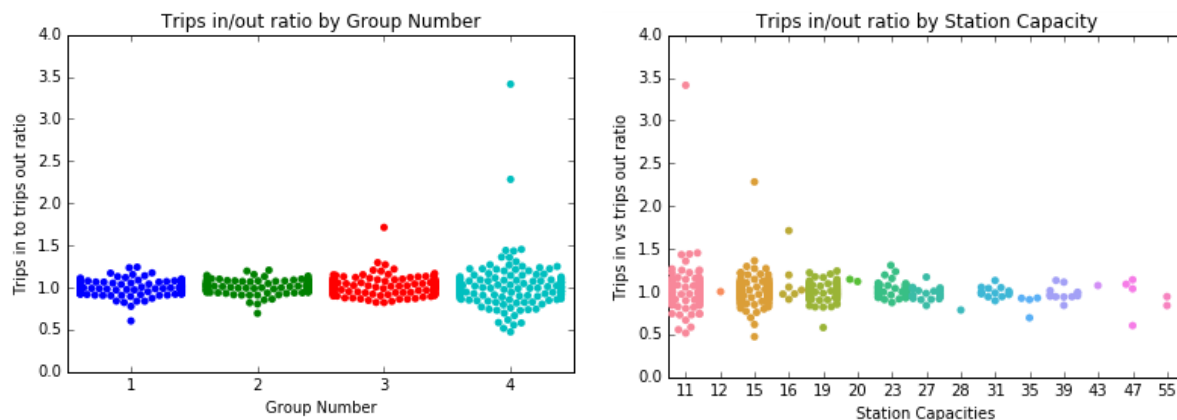 Trips in/out ratio by Group Number
4.0
3.5
3.0
2.5
2.0
1.5
1.0
0.5
0.0
Trips in to trips out ratio
1 2 3 4
Group Number
Trips in/out ratio by Station Capacity
4.0
3.5
3.0
2.5
2.0
1.5
1.0
0.5
0.0
Trips in vs trips out ratio
11 12 15 16 19 20 23 27 28 31 35 39 43 47 55
Station Capacities